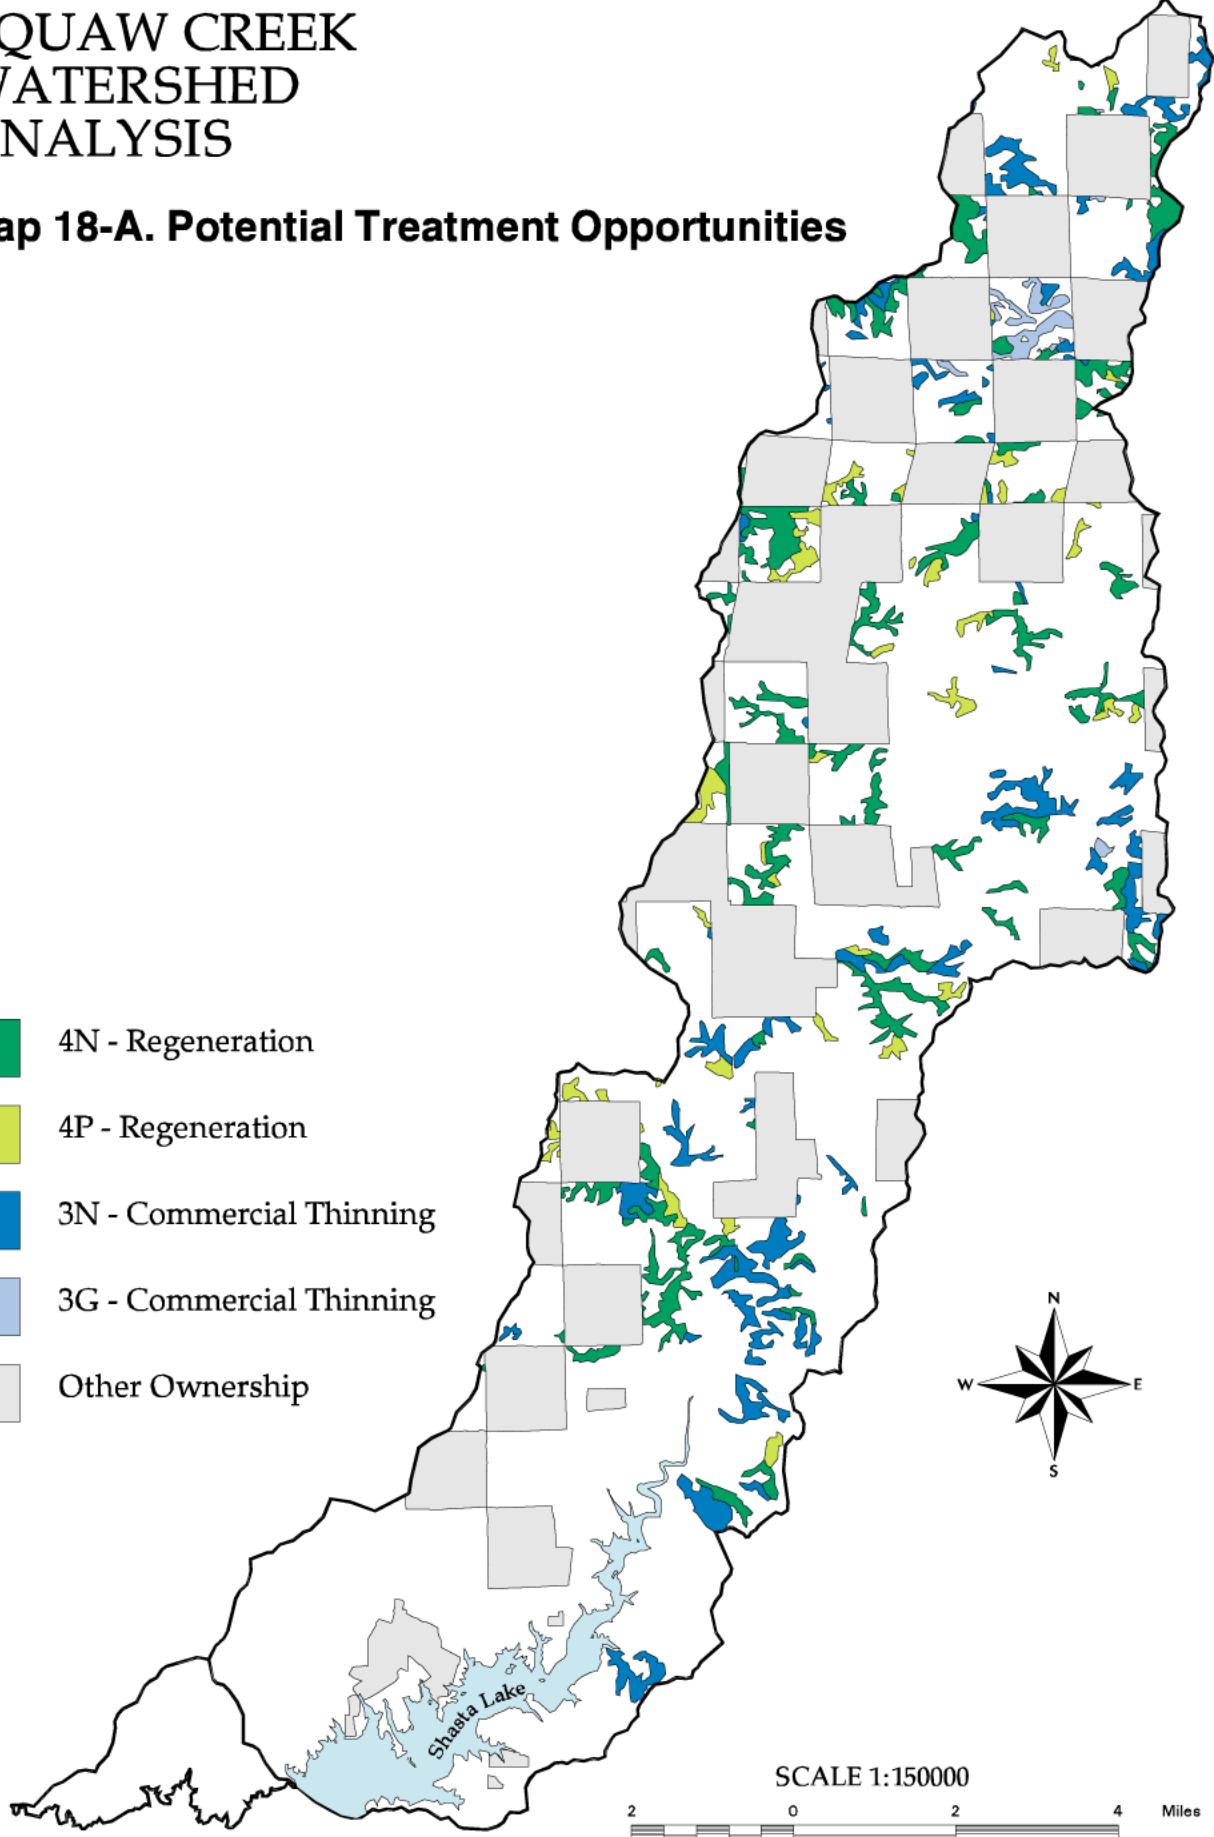 QUAW CREEK
WATERSHED
NALYSIS
ap 18-A. Potential Treatment Opportunities
4N - Regeneration
4P - Regeneration
3N - Commercial Thinning
3G - Commercial Thinning
Other Ownership
N
W E
S
Shasta Lake
SCALE 1:150000
2 0 2 4 Miles